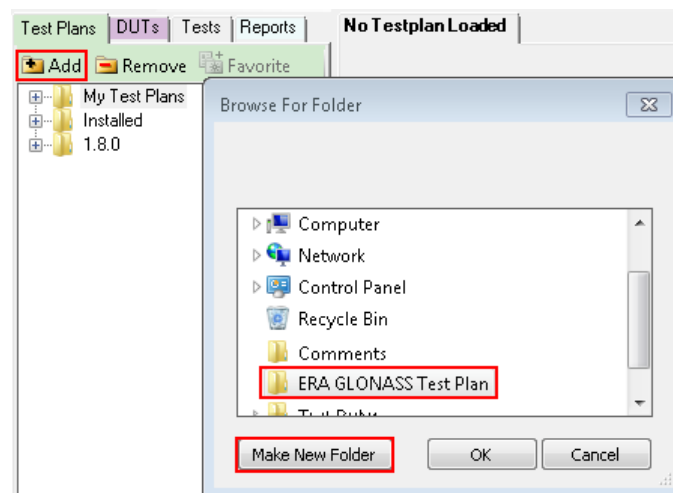 Test Plans DUTs Tests Reports No Testplan Loaded
Add Remove Favorite
My Test Plans
Installed
1.8.0
Browse For Folder
Computer
Network
Control Panel
Recycle Bin
Comments
ERA GLONASS Test Plan
Make New Folder OK Cancel